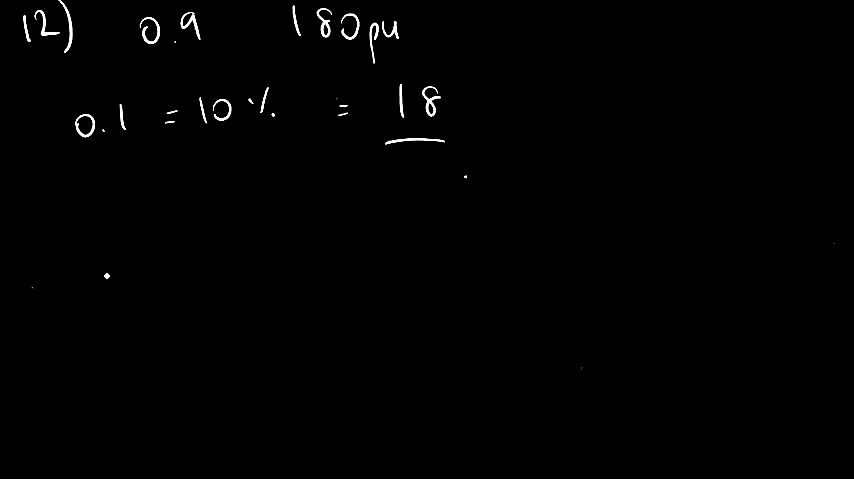 12) 0.9 180pu
0.1 = 10% = 18